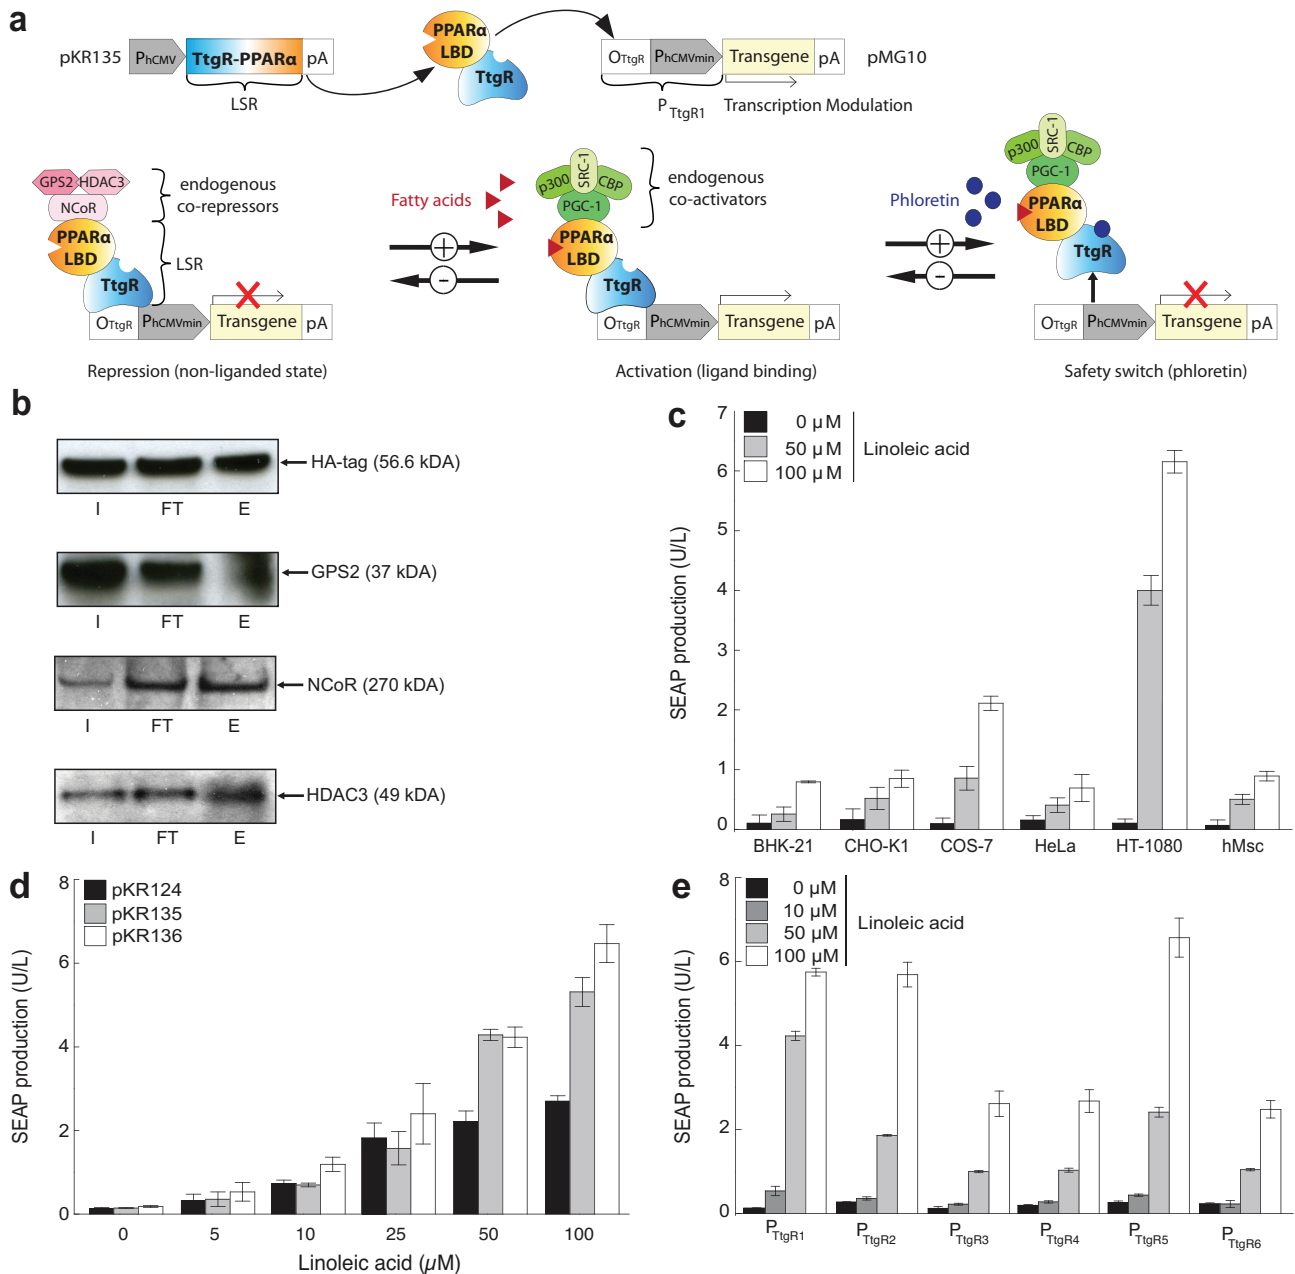 a
pKR135
PhCMV
TtgR-PPARα
pA
LSR
PPARα
LBD
TtgR
OTtgR
PhCMVmin
Transgene
pA
pMG10
PTtgR1
Transcription Modulation
GPS2
HDAC3
NCoR
endogenous
co-repressors
PPARα
LBD
LSR
TtgR
OTtgR
PhCMVmin
Transgene
pA
Repression (non-liganded state)
Fatty acids
+
-
p300
SRC-1
CBP
PGC-1
endogenous
co-activators
PPARα
LBD
TtgR
OTtgR
PhCMVmin
Transgene
pA
Activation (ligand binding)
Phloretin
+
-
p300
SRC-1
CBP
PGC-1
PPARα
LBD
TtgR
OTtgR
PhCMVmin
Transgene
pA
Safety switch (phloretin)
b
HA-tag (56.6 kDA)
I FT E
GPS2 (37 kDA)
I FT E
NCoR (270 kDA)
I FT E
HDAC3 (49 kDA)
I FT E
c
SEAP production (U/L)
7
6
5
4
3
2
1
0
0 µM
50 µM
100 µM
Linoleic acid
BHK-21 CHO-K1 COS-7 HeLa HT-1080 hMsc
d
SEAP production (U/L)
8
6
4
2
0
pKR124
pKR135
pKR136
0 5 10 25 50 100
Linoleic acid (µM)
e
SEAP production (U/L)
8
6
4
2
0
0 µM
10 µM
50 µM
100 µM
Linoleic acid
PTtgR1 PTtgR2 PTtgR3 PTtgR4 PTtgR5 PTtgR6